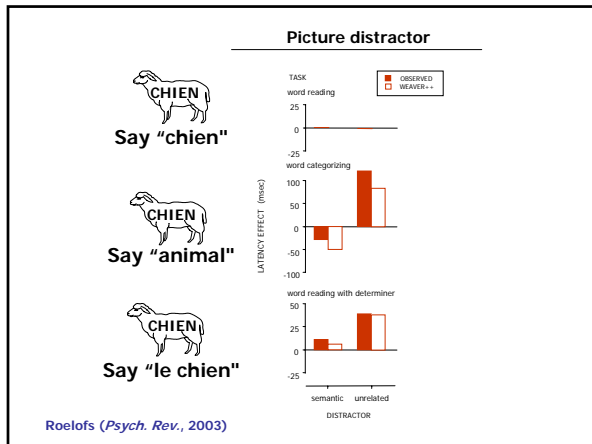 Picture distractor
CHIEN
Say “chien"
CHIEN
Say “animal"
CHIEN
Say “le chien"
TASK
OBSERVED
WEAVER++
word reading
25
0
-25
word categorizing
100
50
0
-50
-100
LATENCY EFFECT (msec)
word reading with determiner
50
25
0
-25
semantic unrelated
DISTRACTOR
Roelofs (Psych. Rev., 2003)